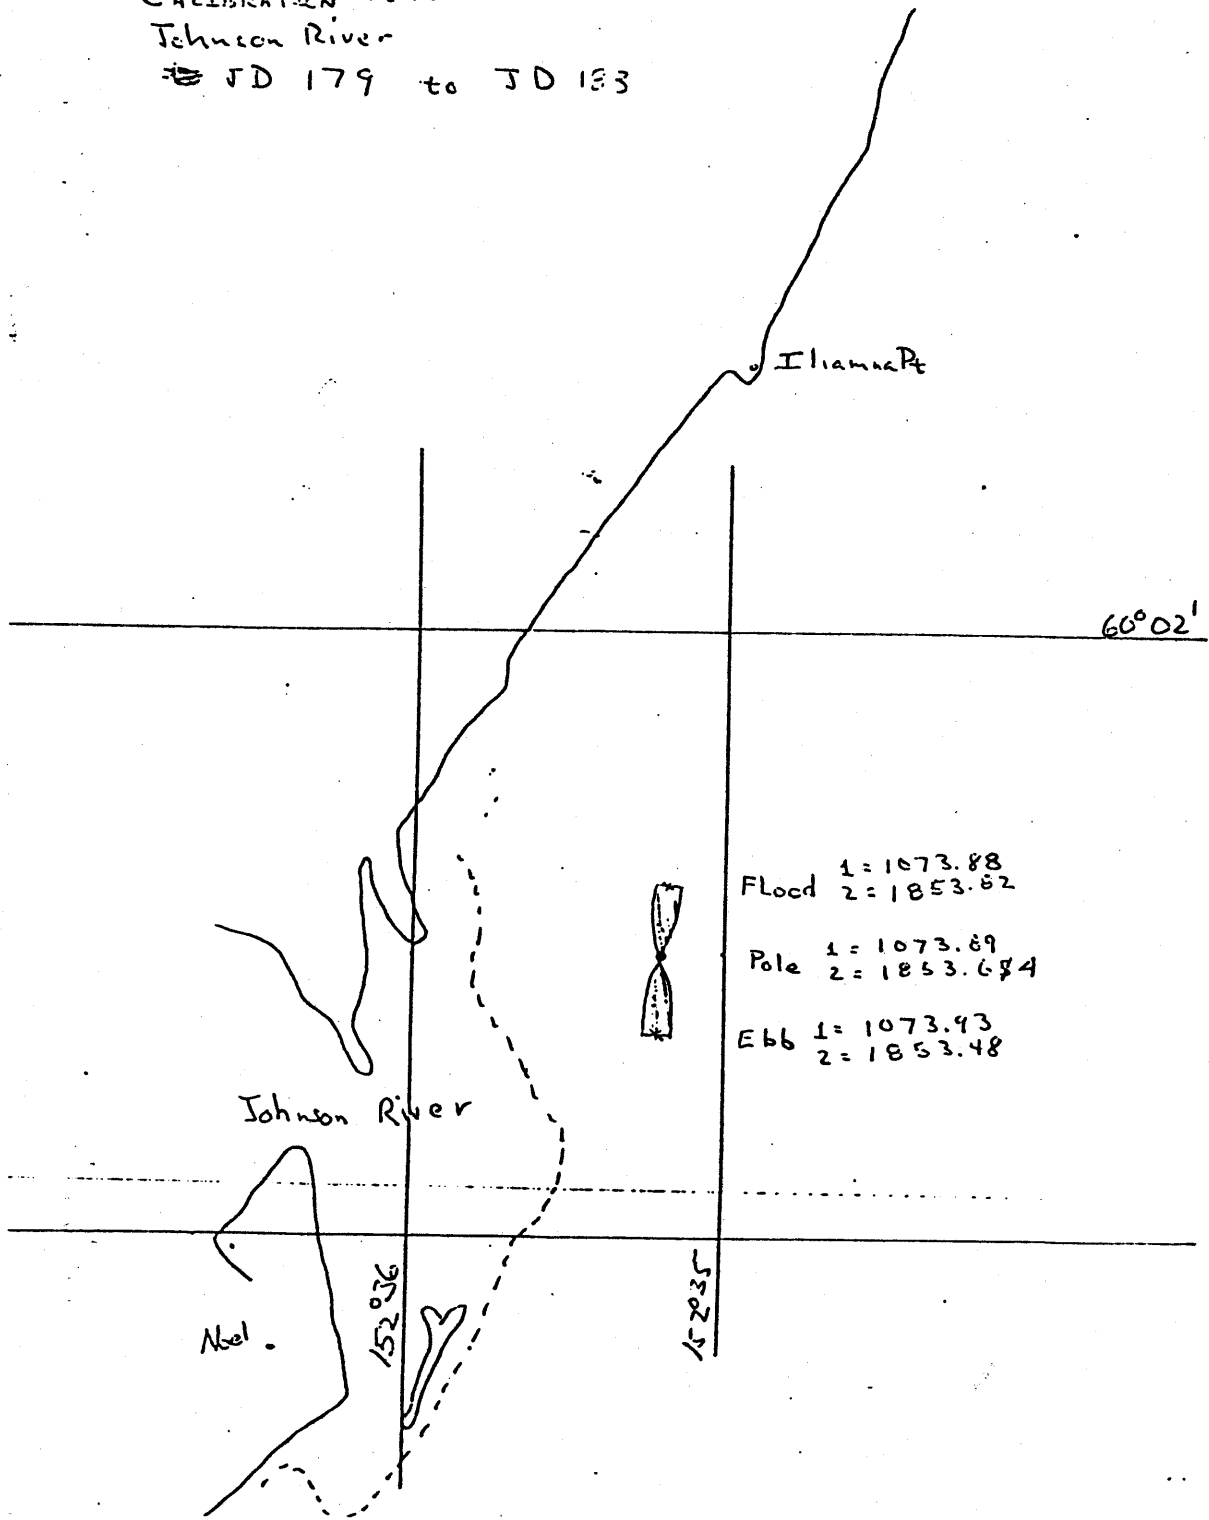 CALIBRATION
Johnson River
JD 179 to JD 183
Iliamna Pt
60° 02'
Flood 1 = 1073.88
2 = 1853.82
Pole 1 = 1073.89
2 = 1853.684
Ebb 1 = 1073.93
2 = 1853.48
Johnson River
152°36
152°35